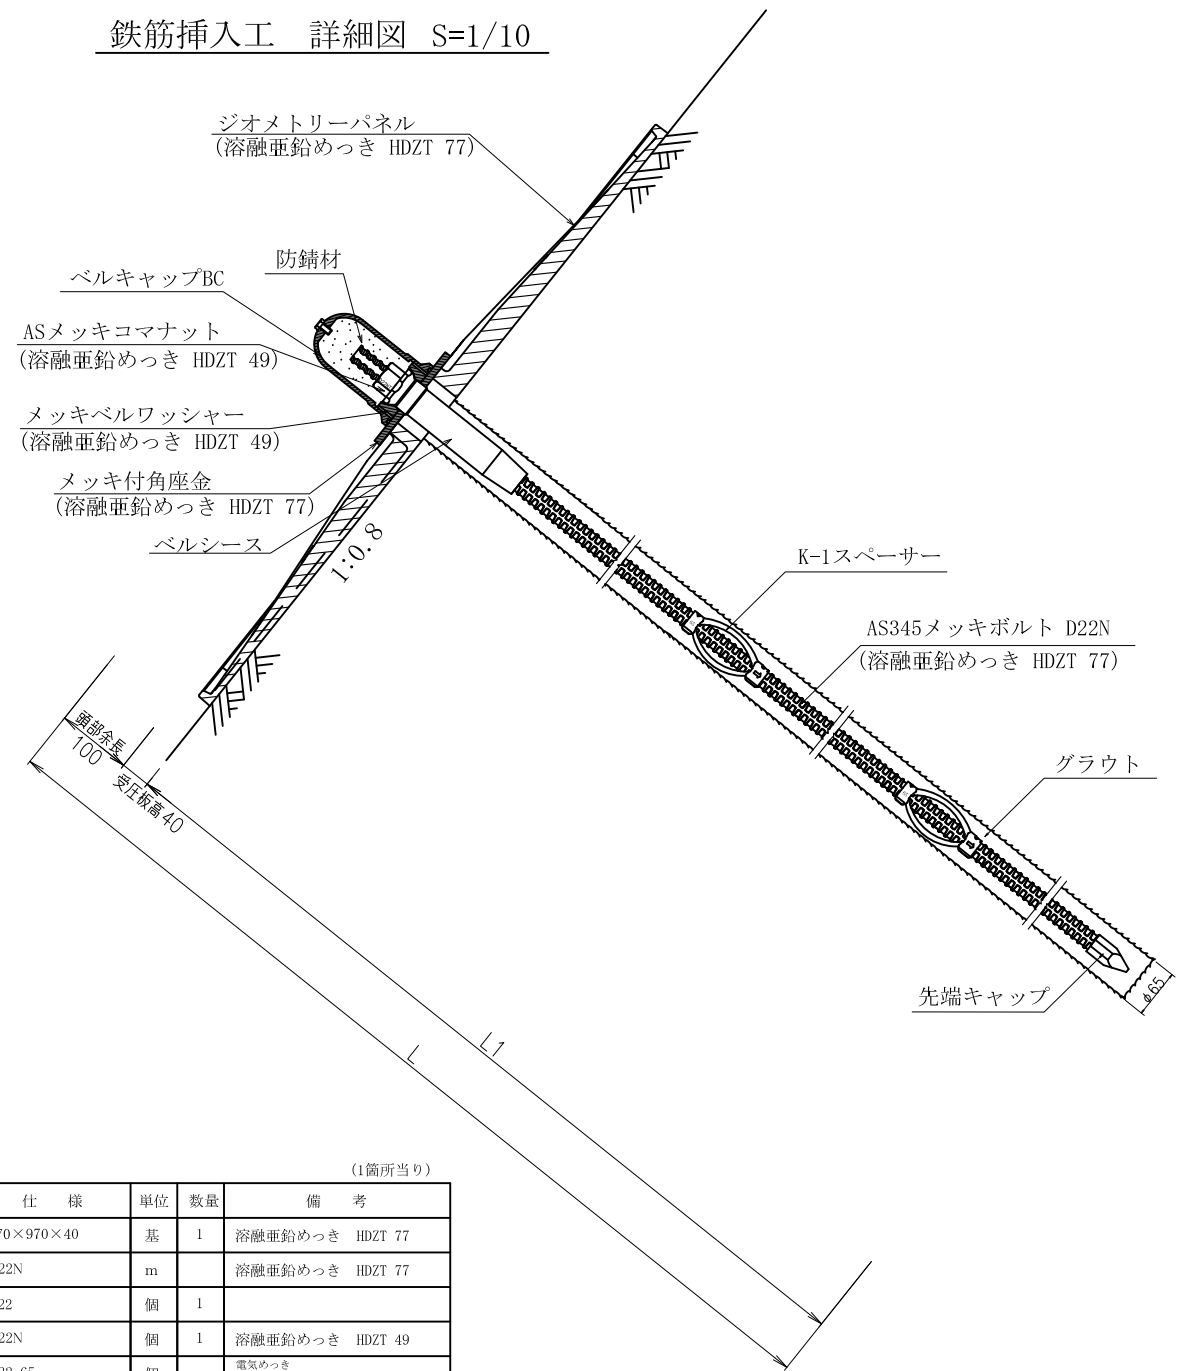 鉄筋挿入工　詳細図 S=1/10
ジオメトリーパネル
(溶融亜鉛めっき HDZT 77)
防錆材
ベルキャップBC
ASメッキコマナット
(溶融亜鉛めっき HDZT 49)
メッキベルワッシャー
(溶融亜鉛めっき HDZT 49)
メッキ付角座金
(溶融亜鉛めっき HDZT 77)
ベルシース
1:0.8
K-1スペーサー
AS345メッキボルト D22N
(溶融亜鉛めっき HDZT 77)
グラウト
先端キャップ
φ65
頭部余長
100
受圧板高40
L1
L
(1箇所当り)
仕　様 単位 数量 備　考
70×970×40 基 1 溶融亜鉛めっき HDZT 77
22N m 溶融亜鉛めっき HDZT 77
22 個 1
22N 個 1 溶融亜鉛めっき HDZT 49
電気めっき